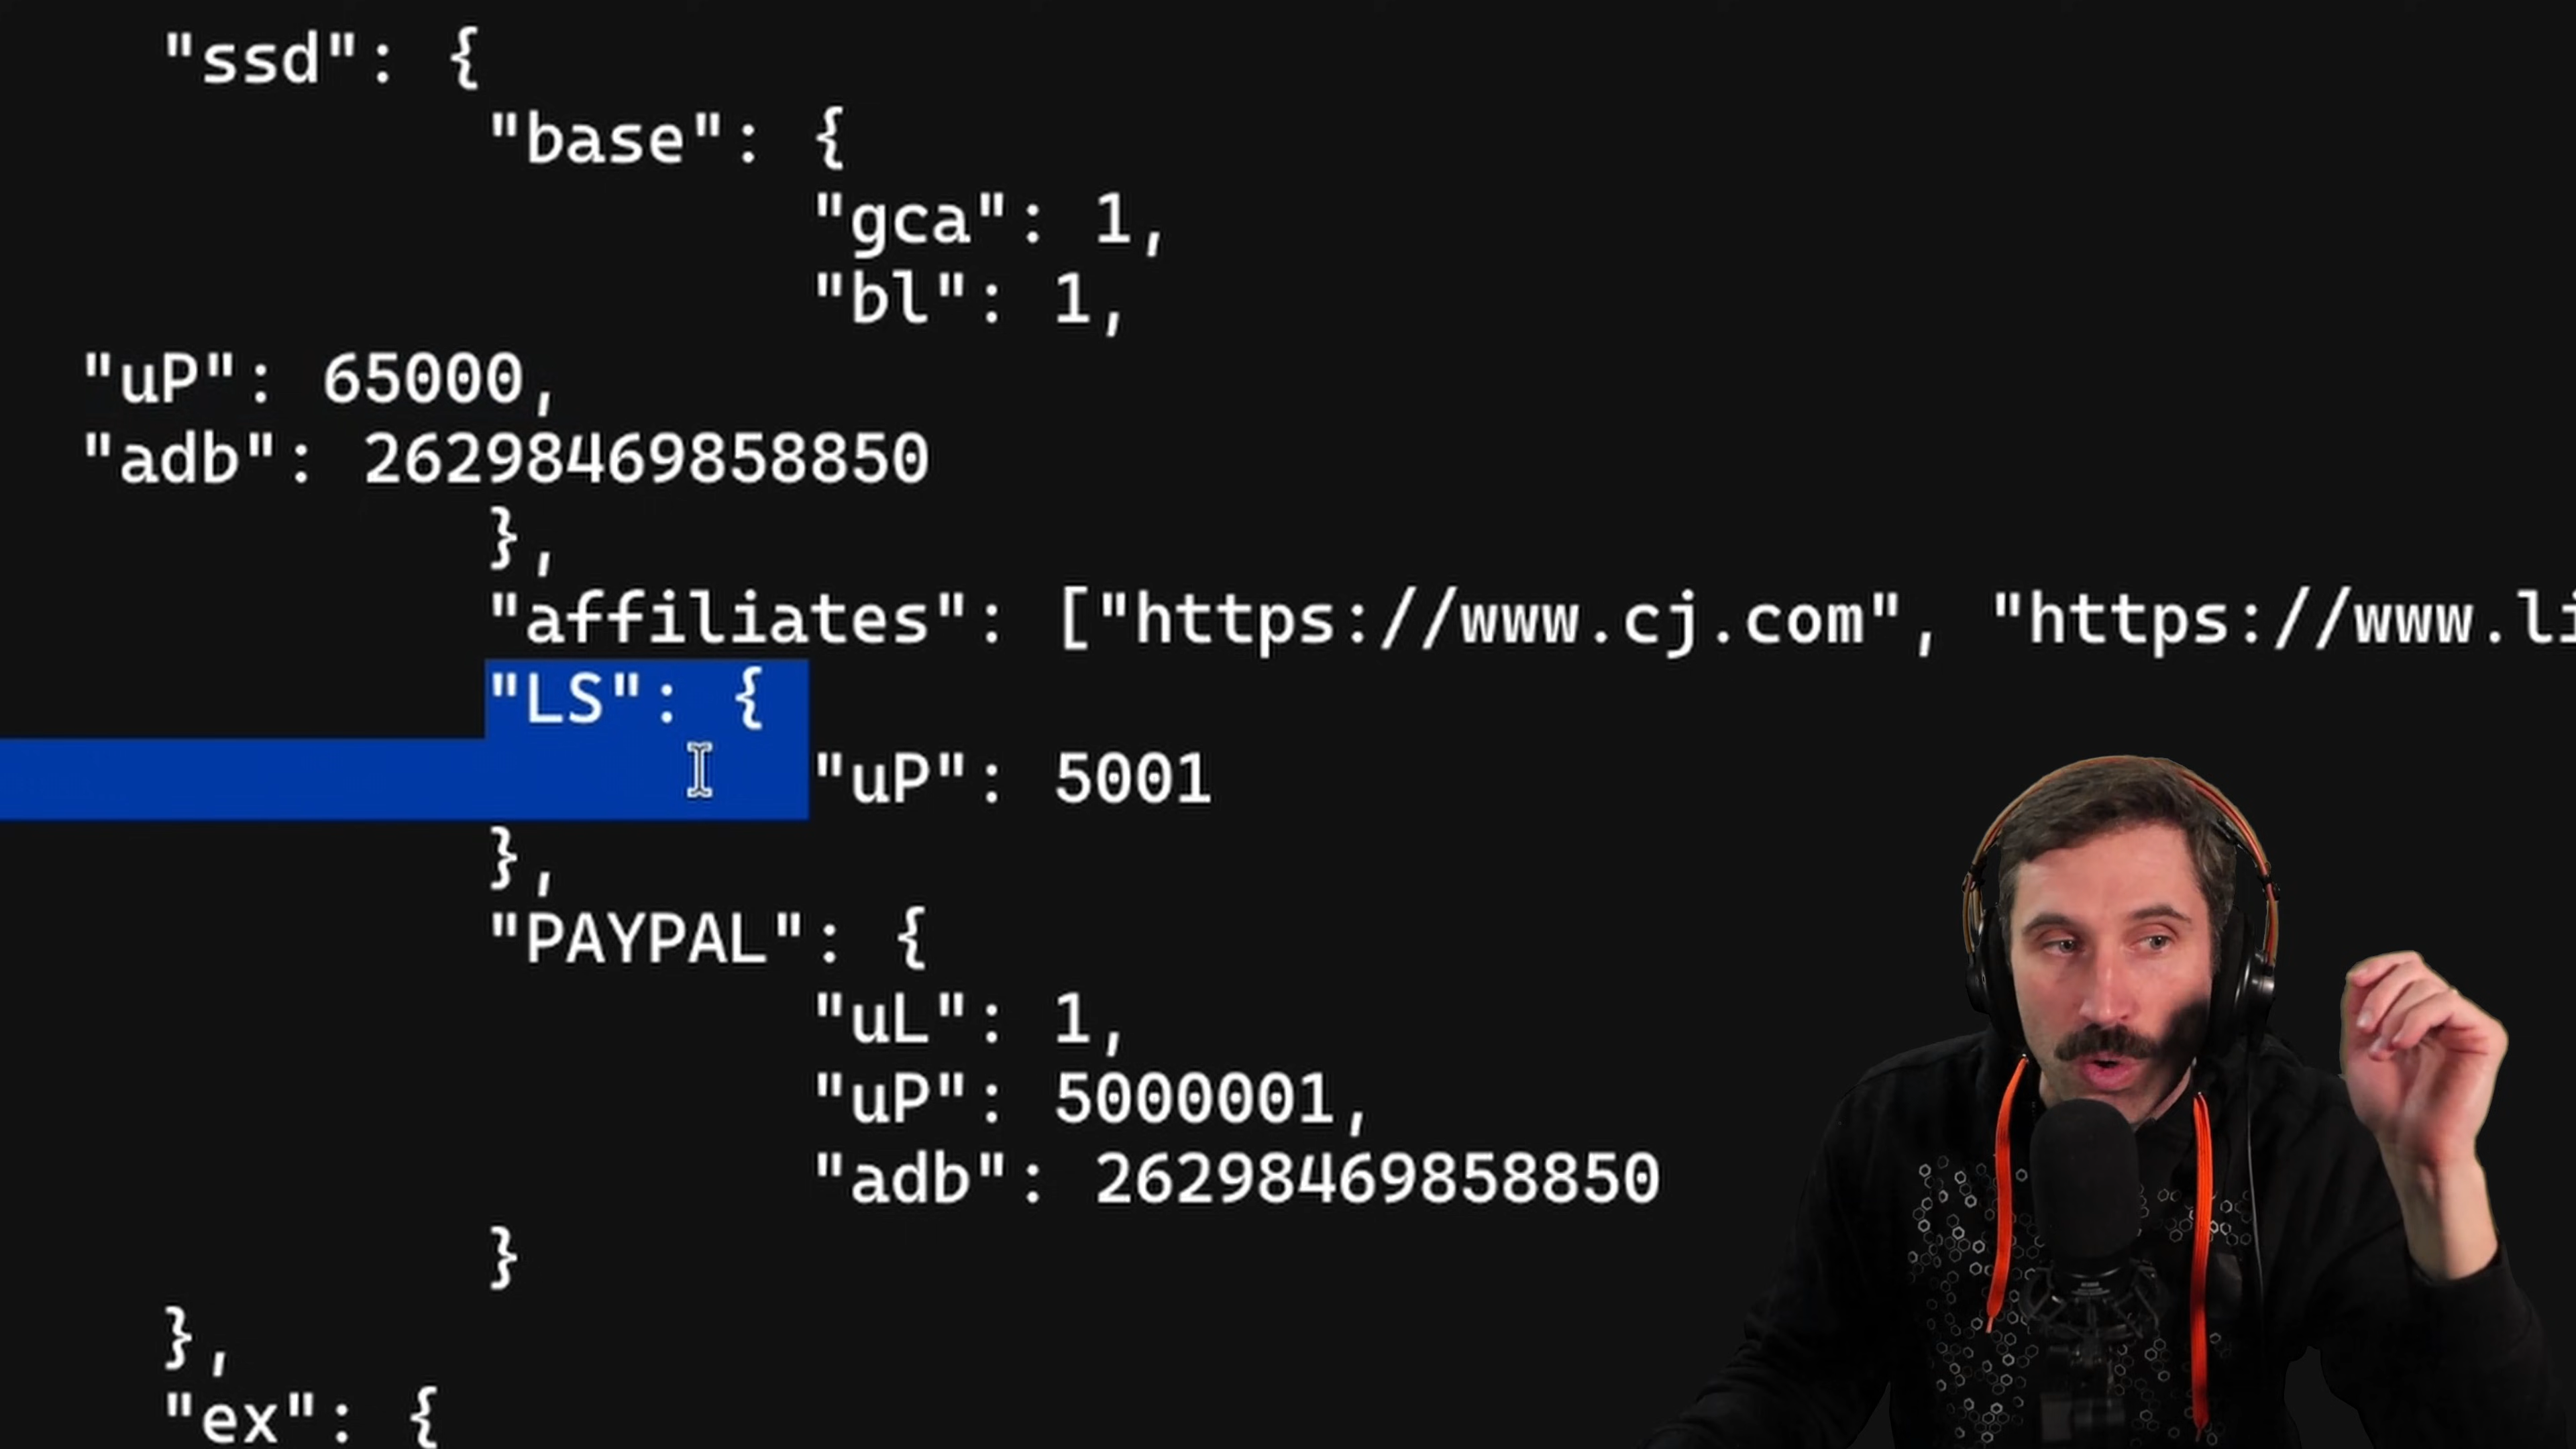 "ssd": {
"base": {
"gca": 1,
"bl": 1,
"uP": 65000,
"adb": 26298469858850
},
"affiliates": ["https://www.cj.com", "https://www.li
"LS": {
"uP": 5001
},
"PAYPAL": {
"uL": 1,
"uP": 5000001,
"adb": 26298469858850
}
},
"ex": {